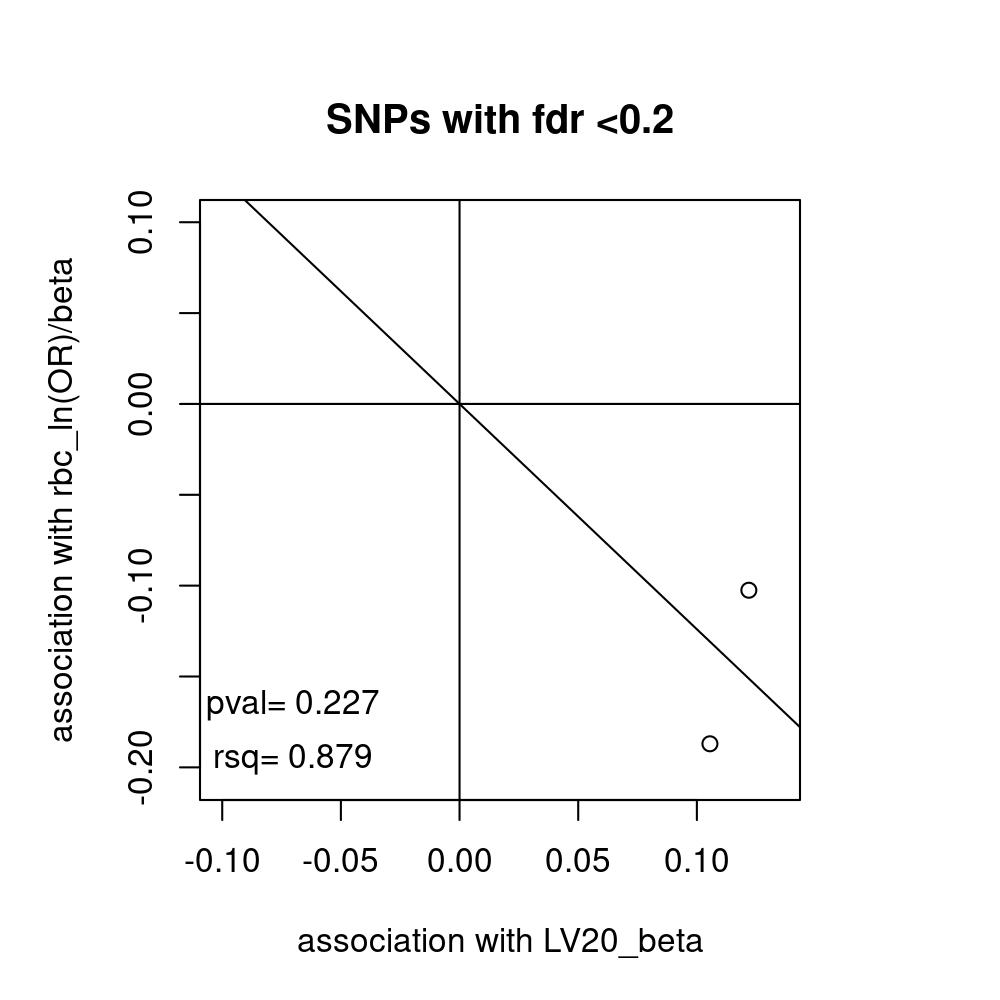 SNPs with fdr <0.2
association with rbc_ln(OR)/beta
0.10
0.00
-0.10
-0.20
pval= 0.227
rsq= 0.879
-0.10 -0.05 0.00 0.05 0.10
association with LV20_beta